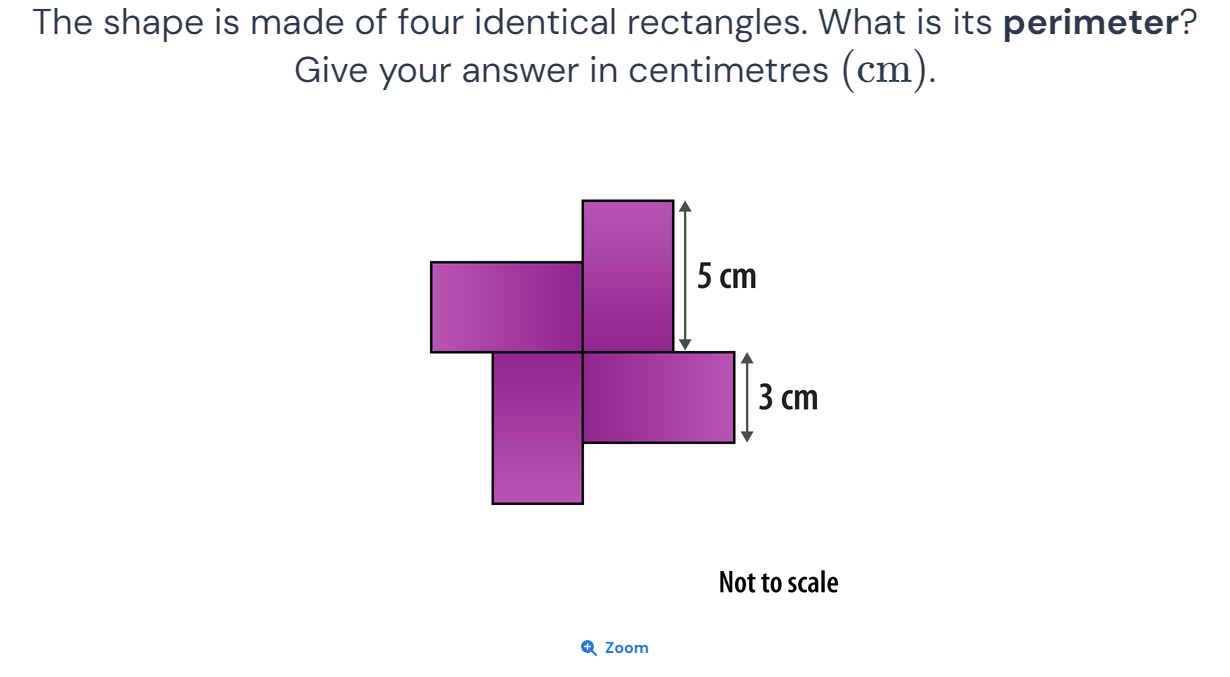 The shape is made of four identical rectangles. What is its perimeter?
Give your answer in centimetres (cm).
5 cm
3 cm
Not to scale
Zoom